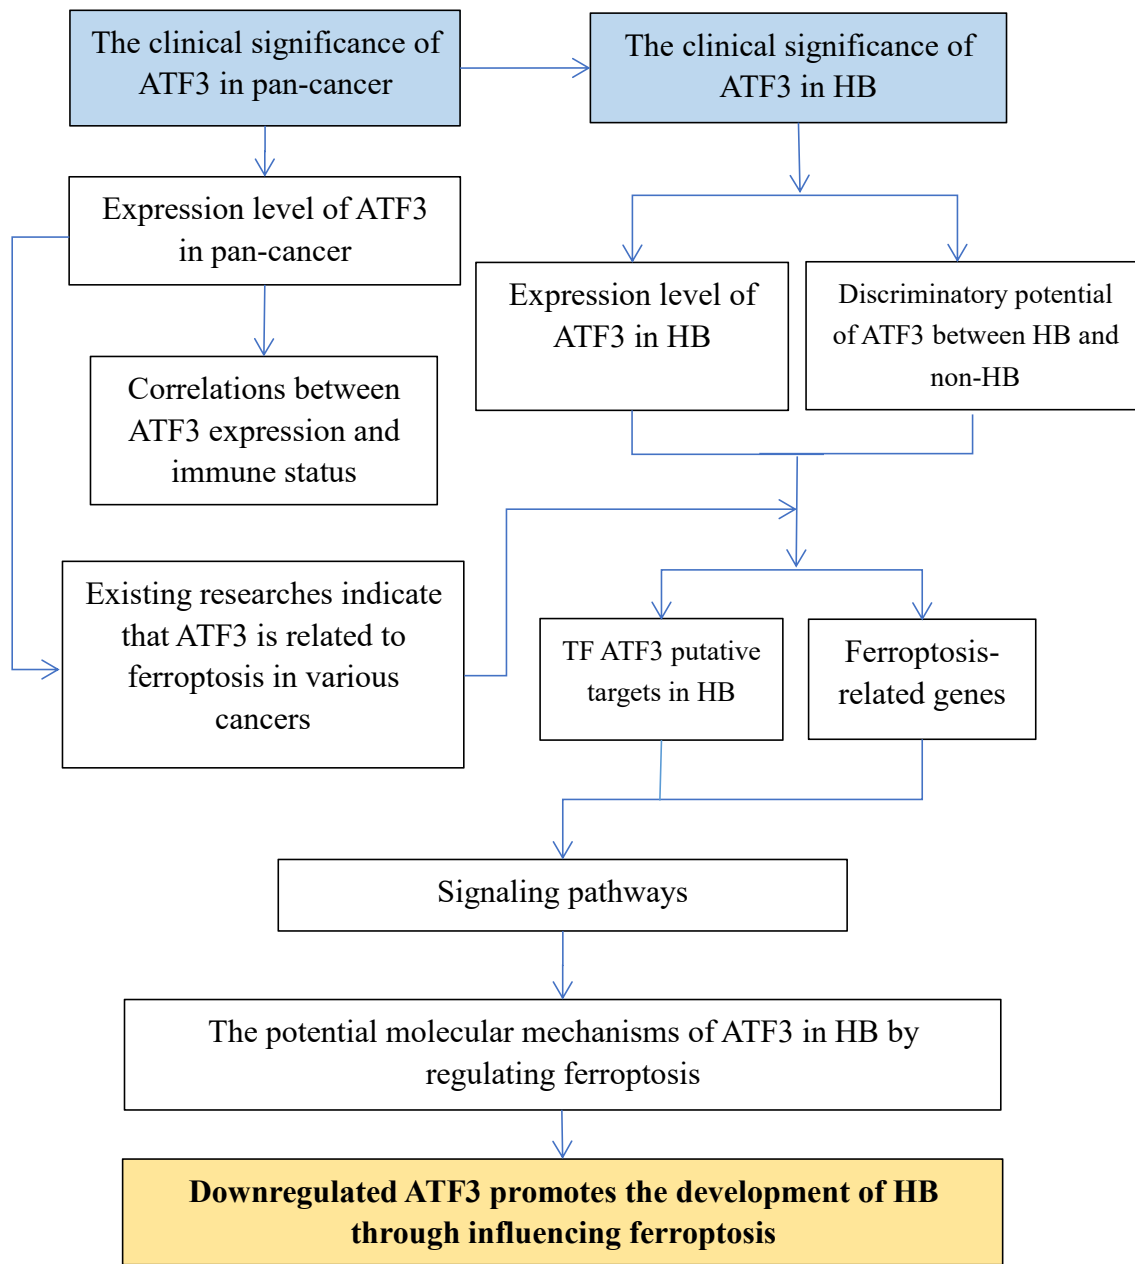 The clinical significance of
ATF3 in pan-cancer
The clinical significance of
ATF3 in HB
Expression level of ATF3
in pan-cancer
Expression level of
ATF3 in HB
Discriminatory potential
of ATF3 between HB and
non-HB
Correlations between
ATF3 expression and
immune status
Existing researches indicate
that ATF3 is related to
ferroptosis in various
cancers
TF ATF3 putative
targets in HB
Ferroptosis-
related genes
Signaling pathways
The potential molecular mechanisms of ATF3 in HB by
regulating ferroptosis
Downregulated ATF3 promotes the development of HB
through influencing ferroptosis